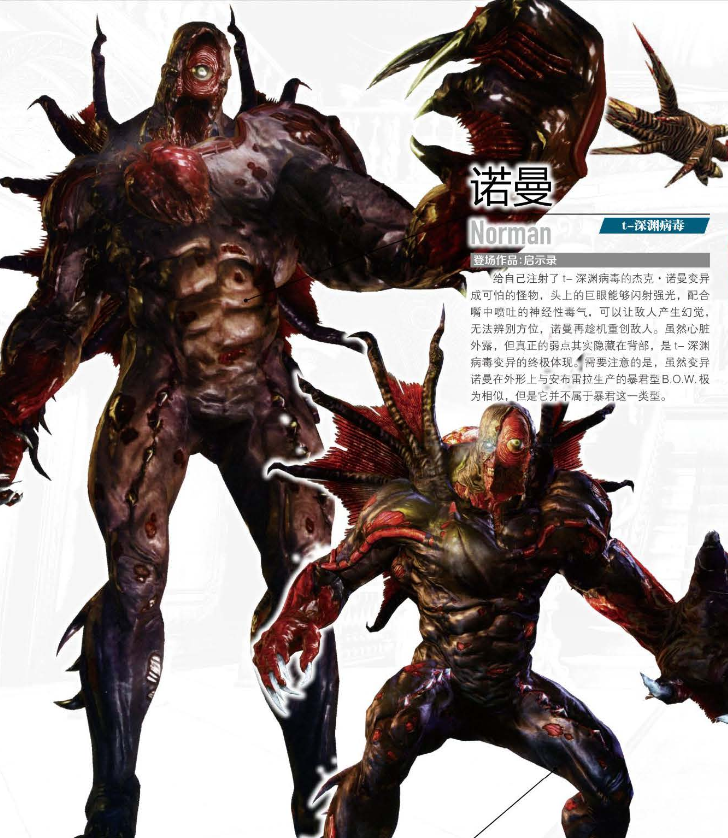 诺曼
Norman
t-深渊病毒
登场作品:启示录
给自己注射了 t- 深渊病毒的杰克·诺曼变异
成可怕的怪物，头上的巨眼能够闪射强光，配合
嘴中喷吐的神经性毒气，可以让敌人产生幻觉，
无法辨别方位，诺曼再趁机重创敌人。虽然心脏
外露，但真正的弱点其实隐藏在背部，是 t- 深渊
病毒变异的终极体现。需要注意的是，虽然变异
诺曼在外形上与安布雷拉生产的暴君型 B.O.W. 极
为相似，但是它并不属于暴君这一类型。